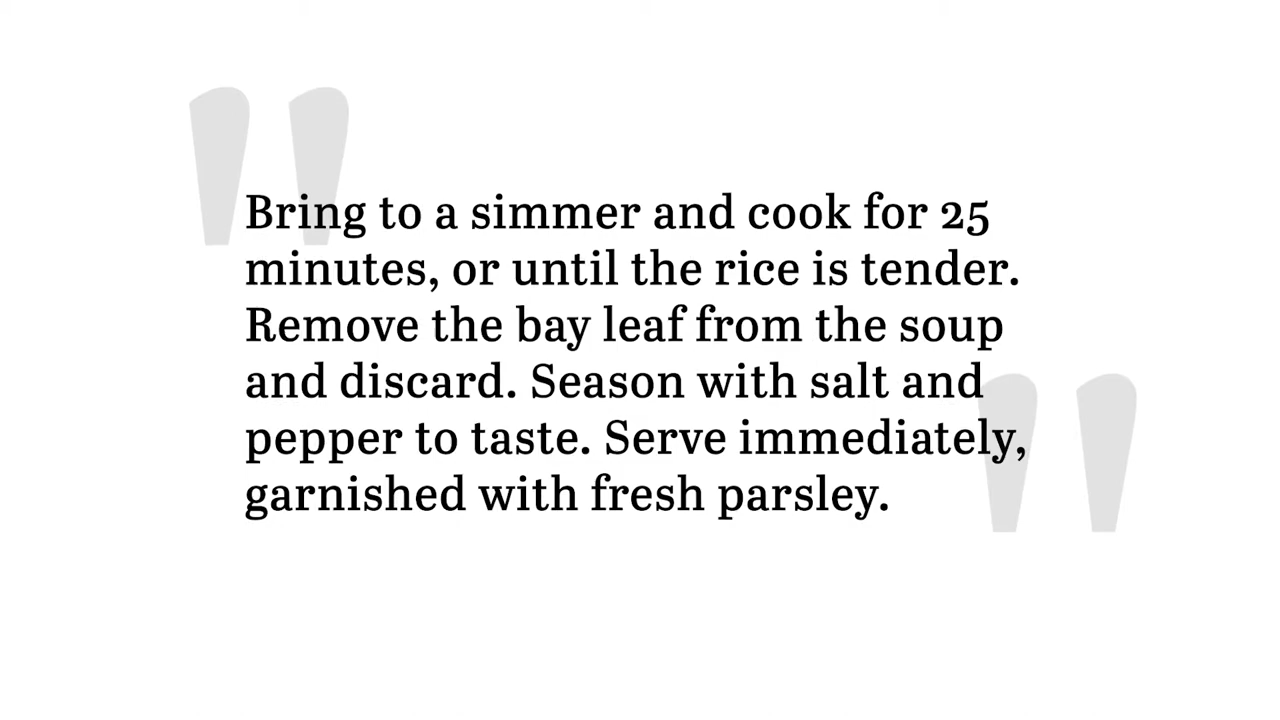 Bring to a simmer and cook for 25
minutes, or until the rice is tender.
Remove the bay leaf from the soup
and discard. Season with salt and
pepper to taste. Serve immediately,
garnished with fresh parsley.